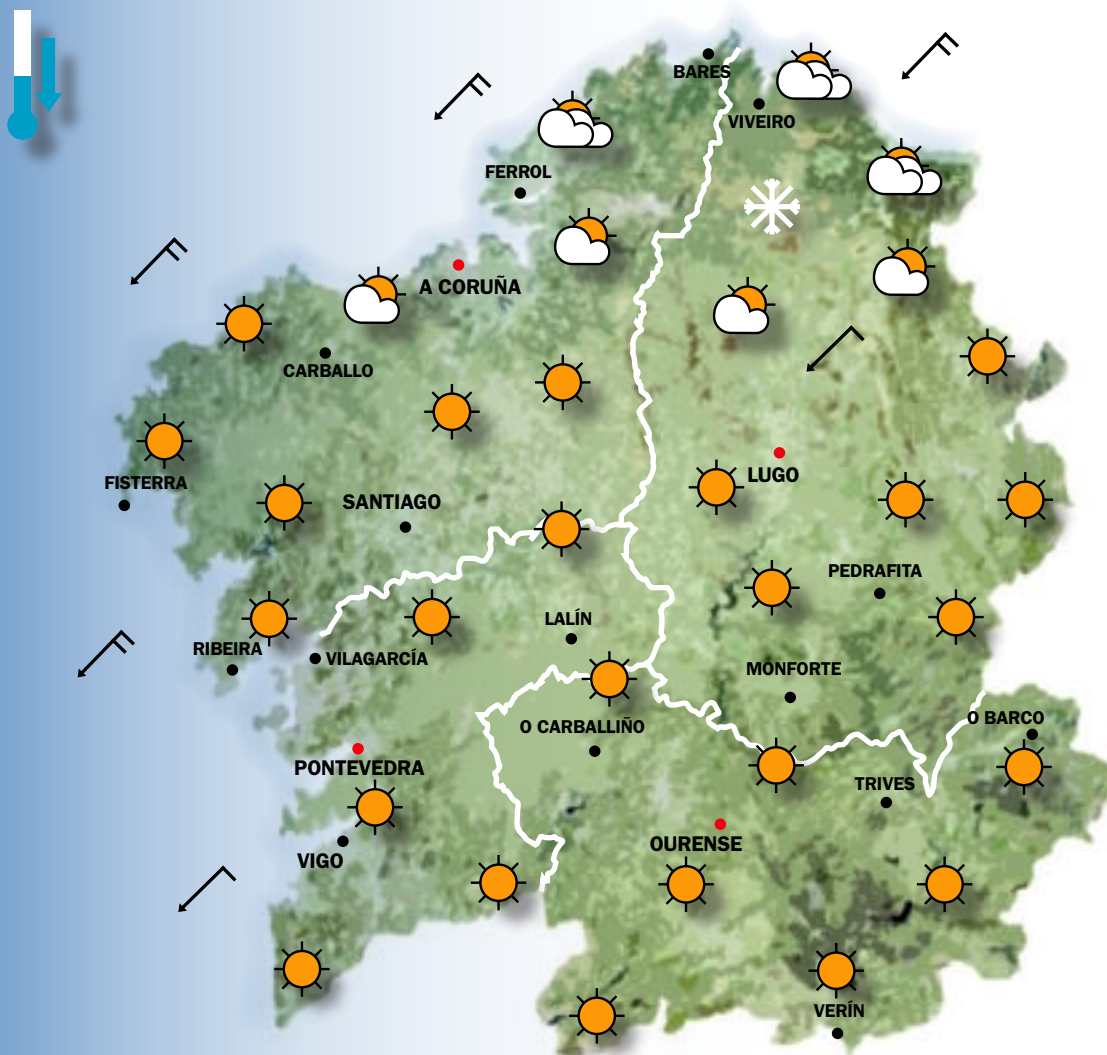 BARES
VIVEIRO
FERROL
A CORUÑA
CARBALLO
LUGO
FISTERRA
SANTIAGO
PEDRAFITA
LALÍN
RIBEIRA
VILAGARCÍA
MONFORTE
O BARCO
O CARBALLIÑO
PONTEVEDRA
TRIVES
OURENSE
VIGO
VERÍN